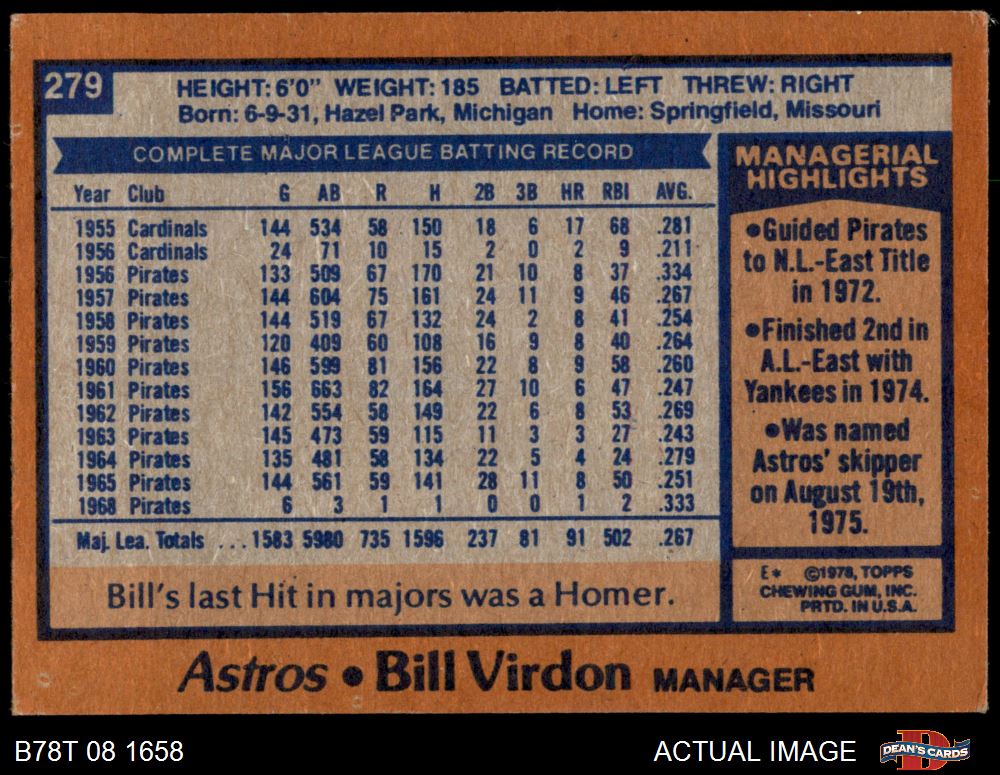 279
HEIGHT: 6'0" WEIGHT: 185 BATTED: LEFT THREW: RIGHT
Born: 6-9-31, Hazel Park, Michigan Home: Springfield, Missouri
COMPLETE MAJOR LEAGUE BATTING RECORD
Year Club G AB R H 2B 3B HR RBI AVG.
1955 Cardinals 144 534 58 150 18 6 17 68 .281
1956 Cardinals 24 71 10 15 2 0 2 9 .211
1956 Pirates 133 509 67 170 21 10 8 37 .334
1957 Pirates 144 604 75 161 24 11 9 46 .267
1958 Pirates 144 519 67 132 24 2 8 41 .254
1959 Pirates 120 409 60 108 16 9 8 40 .264
1960 Pirates 146 599 81 156 22 8 9 58 .260
1961 Pirates 156 663 82 164 27 10 6 47 .247
1962 Pirates 142 554 58 149 22 6 8 53 .269
1963 Pirates 145 473 59 115 11 3 3 27 .243
1964 Pirates 135 481 58 134 22 5 4 24 .279
1965 Pirates 144 561 59 141 28 11 8 50 .251
1968 Pirates 6 3 1 1 0 0 1 2 .333
Maj. Lea. Totals ... 1583 5980 735 1596 237 81 91 502 .267
Bill's last Hit in majors was a Homer.
MANAGERIAL
HIGHLIGHTS
•Guided Pirates
to N.L.-East Title
in 1972.
•Finished 2nd in
A.L.-East with
Yankees in 1974.
•Was named
Astros' skipper
on August 19th,
1975.
E* ©1978, TOPPS
CHEWING GUM, INC.
PRTD. IN U.S.A.
Astros • Bill Virdon MANAGER
B78T 08 1658
ACTUAL IMAGE
D
DEAN'S CARDS